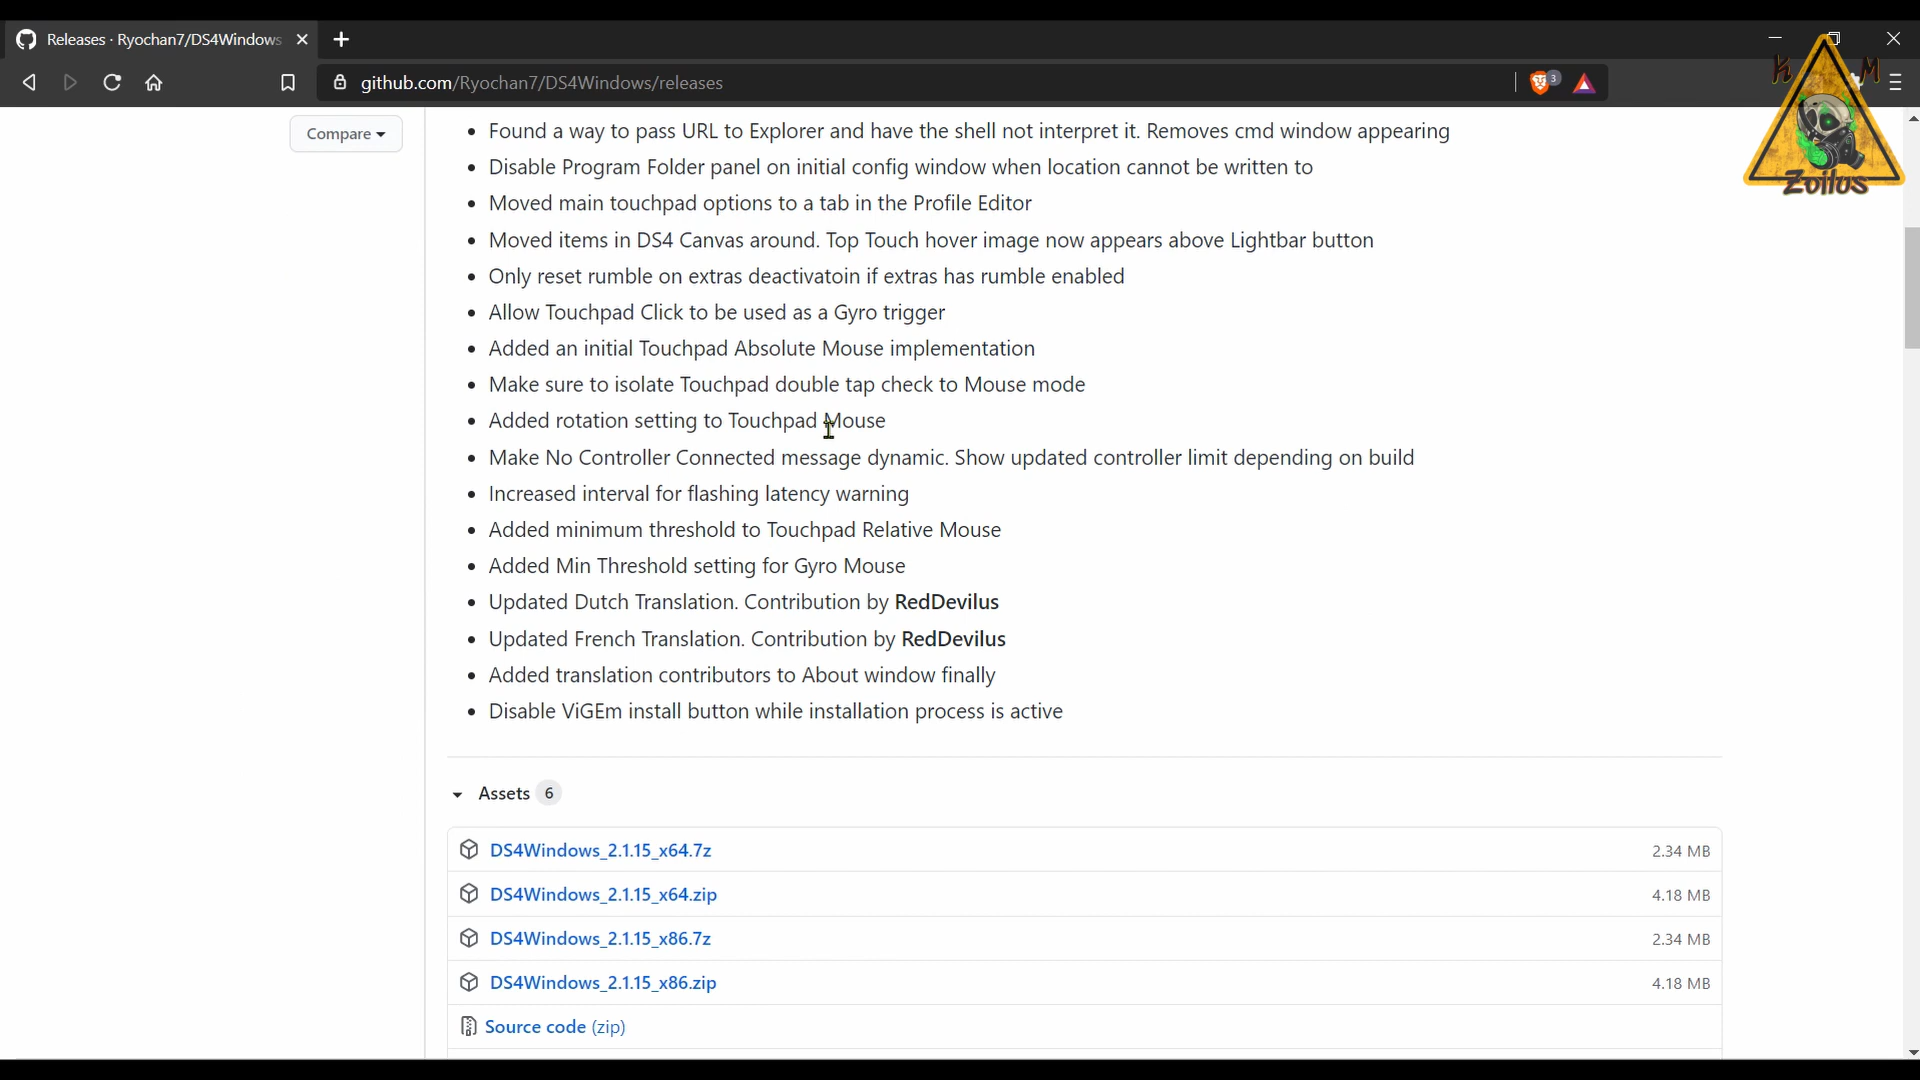 Releases · Ryochan7/DS4Windows
github.com/Ryochan7/DS4Windows/releases
3
K M
Zoilus
Compare
Found a way to pass URL to Explorer and have the shell not interpret it. Removes cmd window appearing
Disable Program Folder panel on initial config window when location cannot be written to
Moved main touchpad options to a tab in the Profile Editor
Moved items in DS4 Canvas around. Top Touch hover image now appears above Lightbar button
Only reset rumble on extras deactivatoin if extras has rumble enabled
Allow Touchpad Click to be used as a Gyro trigger
Added an initial Touchpad Absolute Mouse implementation
Make sure to isolate Touchpad double tap check to Mouse mode
Added rotation setting to Touchpad Mouse
Make No Controller Connected message dynamic. Show updated controller limit depending on build
Increased interval for flashing latency warning
Added minimum threshold to Touchpad Relative Mouse
Added Min Threshold setting for Gyro Mouse
Updated Dutch Translation. Contribution by RedDevilus
Updated French Translation. Contribution by RedDevilus
Added translation contributors to About window finally
Disable ViGEm install button while installation process is active
Assets 6
DS4Windows_2.1.15_x64.7z 2.34 MB
DS4Windows_2.1.15_x64.zip 4.18 MB
DS4Windows_2.1.15_x86.7z 2.34 MB
DS4Windows_2.1.15_x86.zip 4.18 MB
Source code (zip)